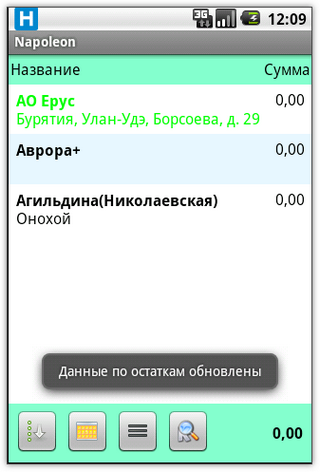 H 3G 12:09
Napoleon
Название Сумма
АО Ерус 0,00
Бурятия, Улан-Удэ, Борсоева, д. 29
Аврора+ 0,00
Агильдина(Николаевская) 0,00
Онохой
Данные по остаткам обновлены
0,00